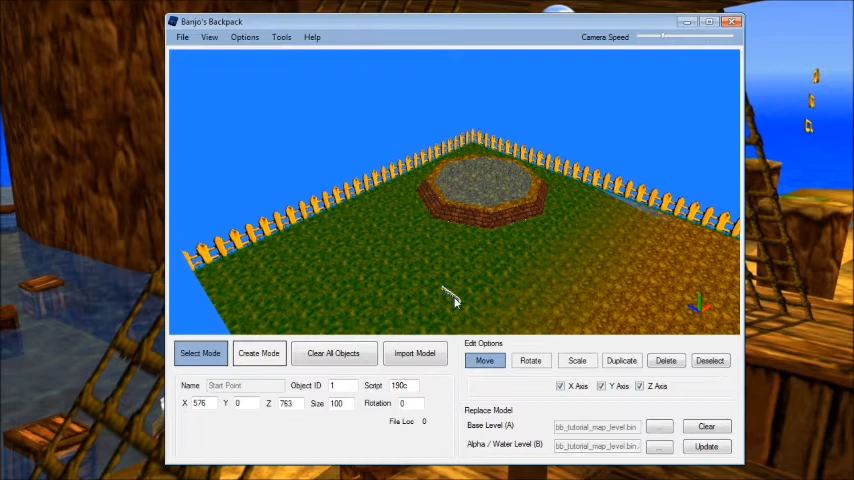 Banjo's Backpack
File View Options Tools Help Camera Speed
Select Mode Create Mode Clear All Objects Import Model
Name Start Point Object ID 1 Script 190c
X 576 Y 0 Z 763 Size 100 Rotation 0
File Loc 0
Edit Options
Move Rotate Scale Duplicate Delete Deselect
X Axis Y Axis Z Axis
Replace Model
Base Level (A) bb_tutorial_map_level.bin ... Clear
Alpha / Water Level (B) bb_tutorial_map_level.bin ... Update